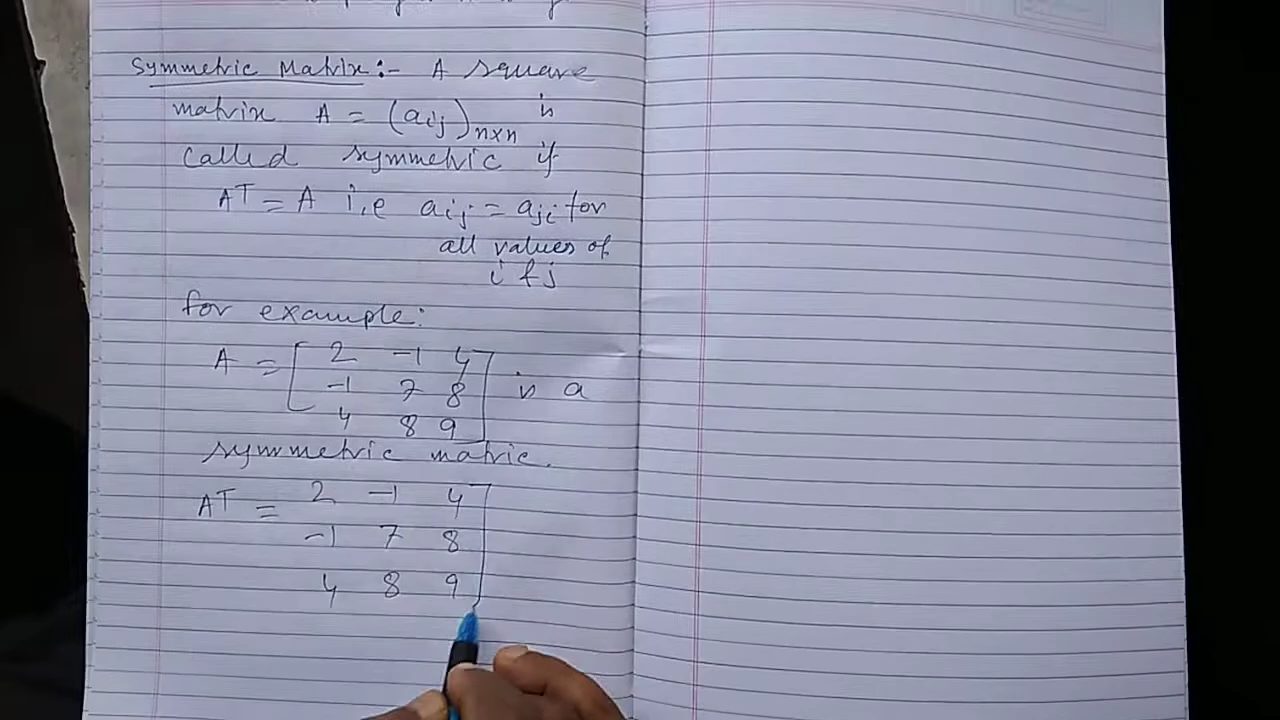 Symmetric Matrix :- A square
matrix A = (aij)n×n is
called symmetric if
AT = A i.e aij = aji for
all values of
i & j
for example:
A = [ 2 -1 4
-1 7 8 is a
4 8 9 ]
symmetric matric.
AT = 2 -1 4
-1 7 8
4 8 9 ]